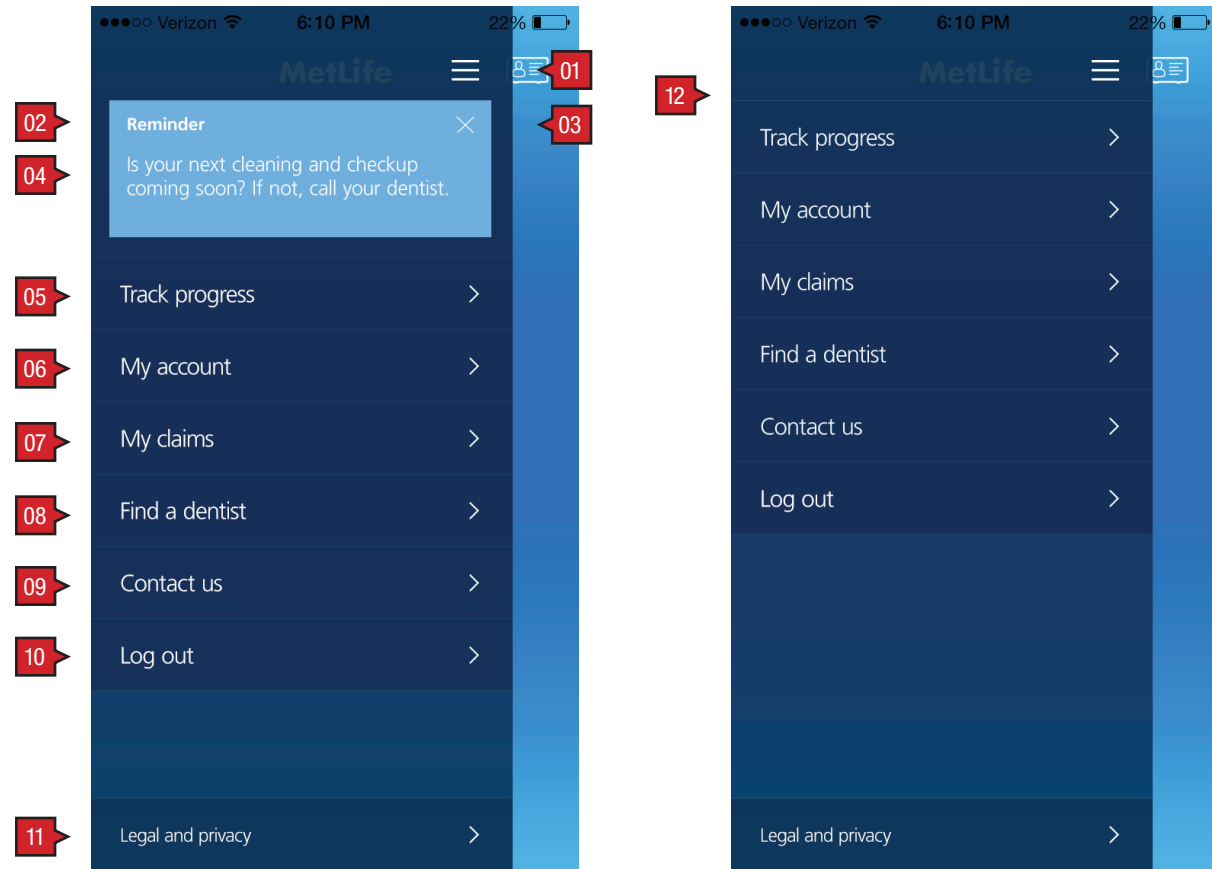 Verizon 6:10 PM 22%
MetLife
01
02 Reminder 03
04 Is your next cleaning and checkup
coming soon? If not, call your dentist.
05 Track progress
06 My account
07 My claims
08 Find a dentist
09 Contact us
10 Log out
11 Legal and privacy
Verizon 6:10 PM 22%
MetLife
12
Track progress
My account
My claims
Find a dentist
Contact us
Log out
Legal and privacy